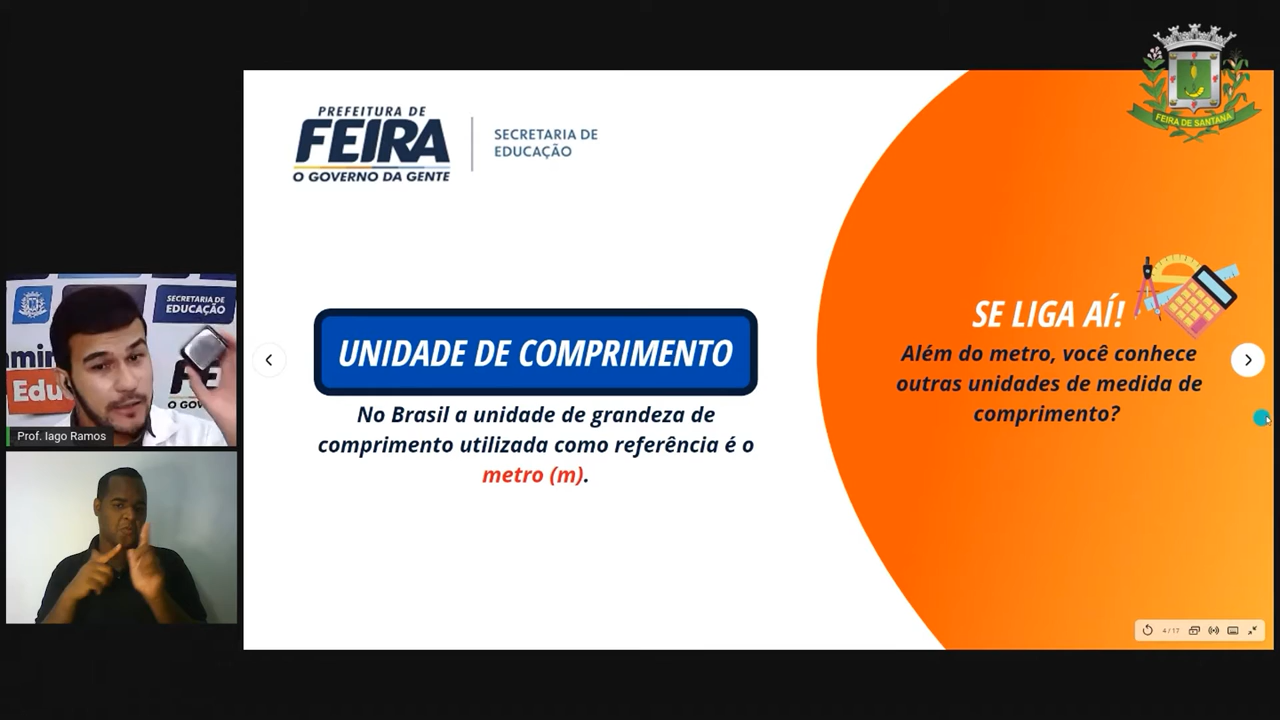 FEIRA DE SANTANA
PREFEITURA DE
FEIRA
O GOVERNO DA GENTE
SECRETARIA DE
EDUCAÇÃO
UNIDADE DE COMPRIMENTO
No Brasil a unidade de grandeza de
comprimento utilizada como referência é o
metro (m).
SE LIGA AÍ!
Além do metro, você conhece
outras unidades de medida de
comprimento?
SECRETARIA DE
EDUCAÇÃO
Edu
Prof. Iago Ramos
4 / 17